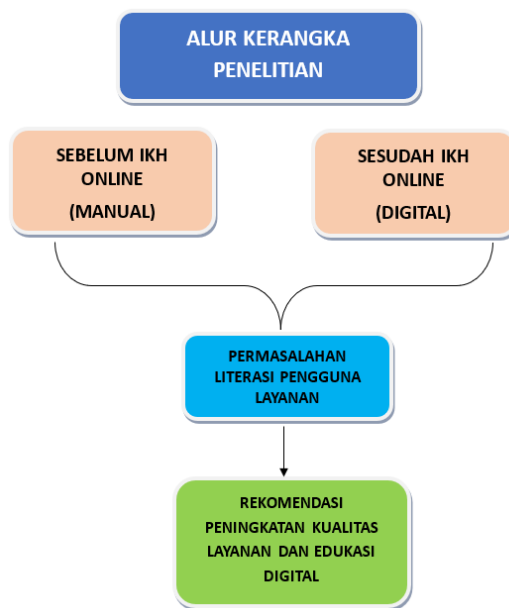 ALUR KERANGKA
PENELITIAN
SEBELUM IKH
ONLINE
(MANUAL)
SESUDAH IKH
ONLINE
(DIGITAL)
PERMASALAHAN
LITERASI PENGGUNA
LAYANAN
REKOMENDASI
PENINGKATAN KUALITAS
LAYANAN DAN EDUKASI
DIGITAL